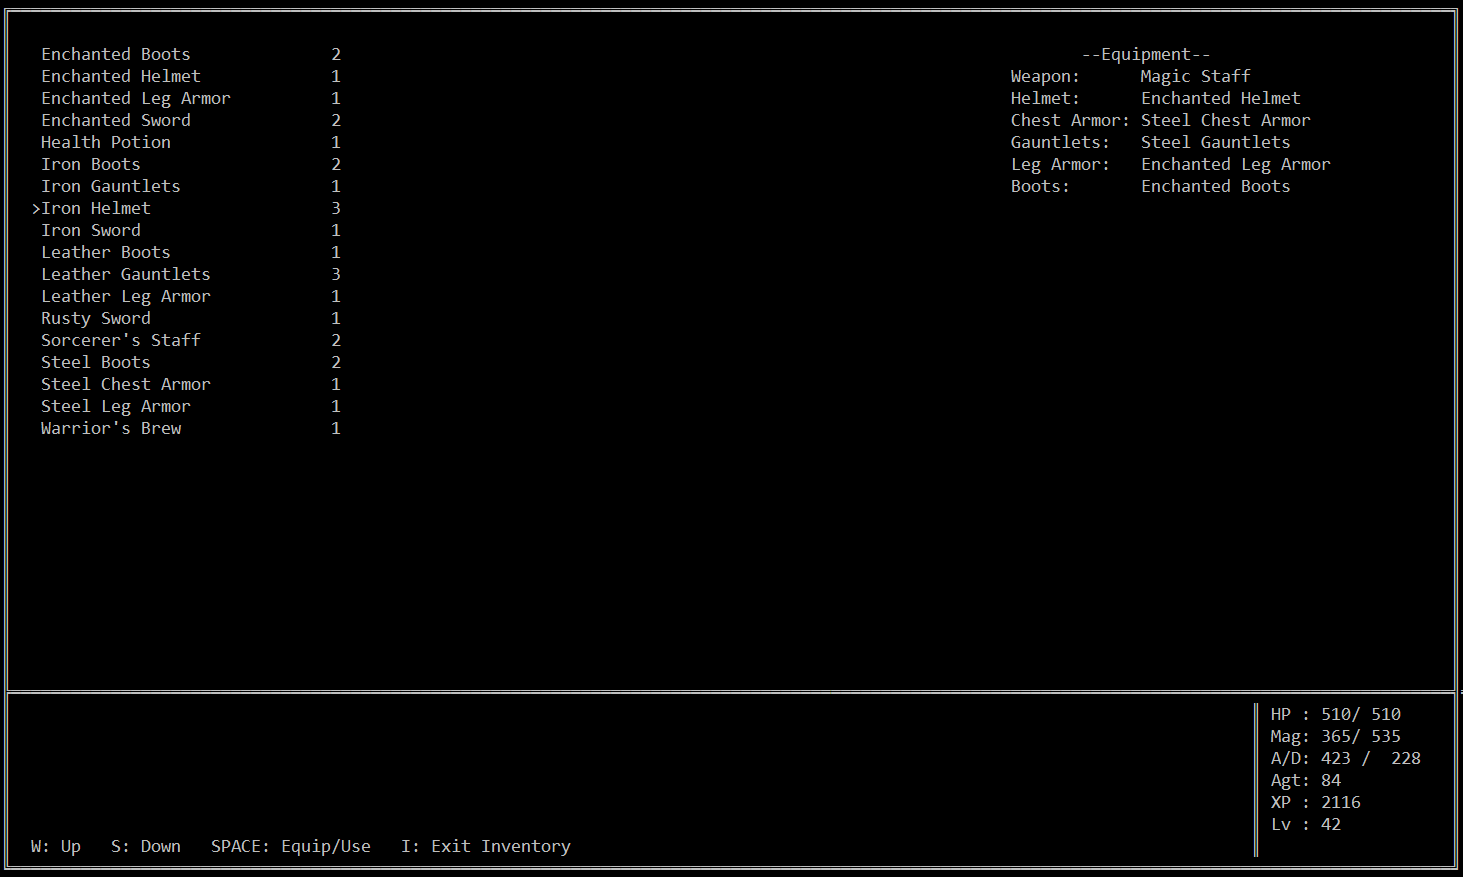 Enchanted Boots 2
Enchanted Helmet 1
Enchanted Leg Armor 1
Enchanted Sword 2
Health Potion 1
Iron Boots 2
Iron Gauntlets 1
>Iron Helmet 3
Iron Sword 1
Leather Boots 1
Leather Gauntlets 3
Leather Leg Armor 1
Rusty Sword 1
Sorcerer's Staff 2
Steel Boots 2
Steel Chest Armor 1
Steel Leg Armor 1
Warrior's Brew 1
--Equipment--
Weapon: Magic Staff
Helmet: Enchanted Helmet
Chest Armor: Steel Chest Armor
Gauntlets: Steel Gauntlets
Leg Armor: Enchanted Leg Armor
Boots: Enchanted Boots
HP : 510/ 510
Mag: 365/ 535
A/D: 423 /  228
Agt: 84
XP : 2116
Lv : 42
W: Up   S: Down   SPACE: Equip/Use   I: Exit Inventory